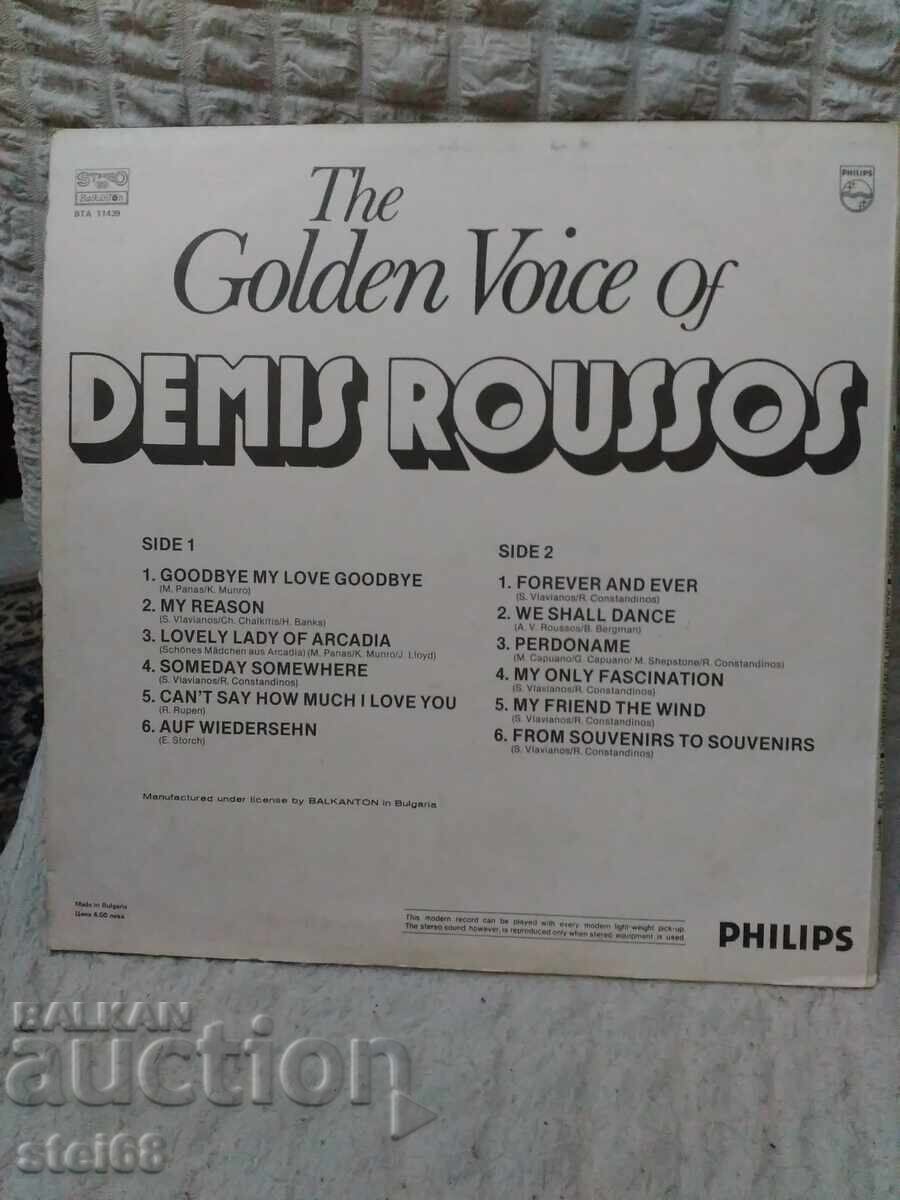 STEREO
Balkanton
BTA 11439
PHILIPS
The
Golden Voice Of
DEMIS ROUSSOS
SIDE 1
1. GOODBYE MY LOVE GOODBYE
(M. Panas/K. Munro)
2. MY REASON
(S. Vlavianos/Ch. Chalkitis/H. Banks)
3. LOVELY LADY OF ARCADIA
(Schönes Mädchen aus Arcadia) (M. Panas/K. Munro/J. Lloyd)
4. SOMEDAY SOMEWHERE
(S. Vlavianos/R. Constandinos)
5. CAN'T SAY HOW MUCH I LOVE YOU
(R. Rupen)
6. AUF WIEDERSEHN
(E. Storch)
SIDE 2
1. FOREVER AND EVER
(S. Vlavianos/R. Constandinos)
2. WE SHALL DANCE
(A. V. Roussos/B. Bergman)
3. PERDONAME
(M. Capuano/G. Capuano/ M. Shepstone/R. Constandinos)
4. MY ONLY FASCINATION
(S. Vlavianos/R. Constandinos)
5. MY FRIEND THE WIND
(S. Vlavianos/R. Constandinos)
6. FROM SOUVENIRS TO SOUVENIRS
(S. Vlavianos/R. Constandinos)
Manufactured under license by BALKANTON in Bulgaria
Made in Bulgaria
Цена 6.00 лева
This modern record can be played with every modern light-weight pick-up.
The stereo sound, however, is reproduced only when stereo equipment is used
PHILIPS
BALKAN
auction
stei68